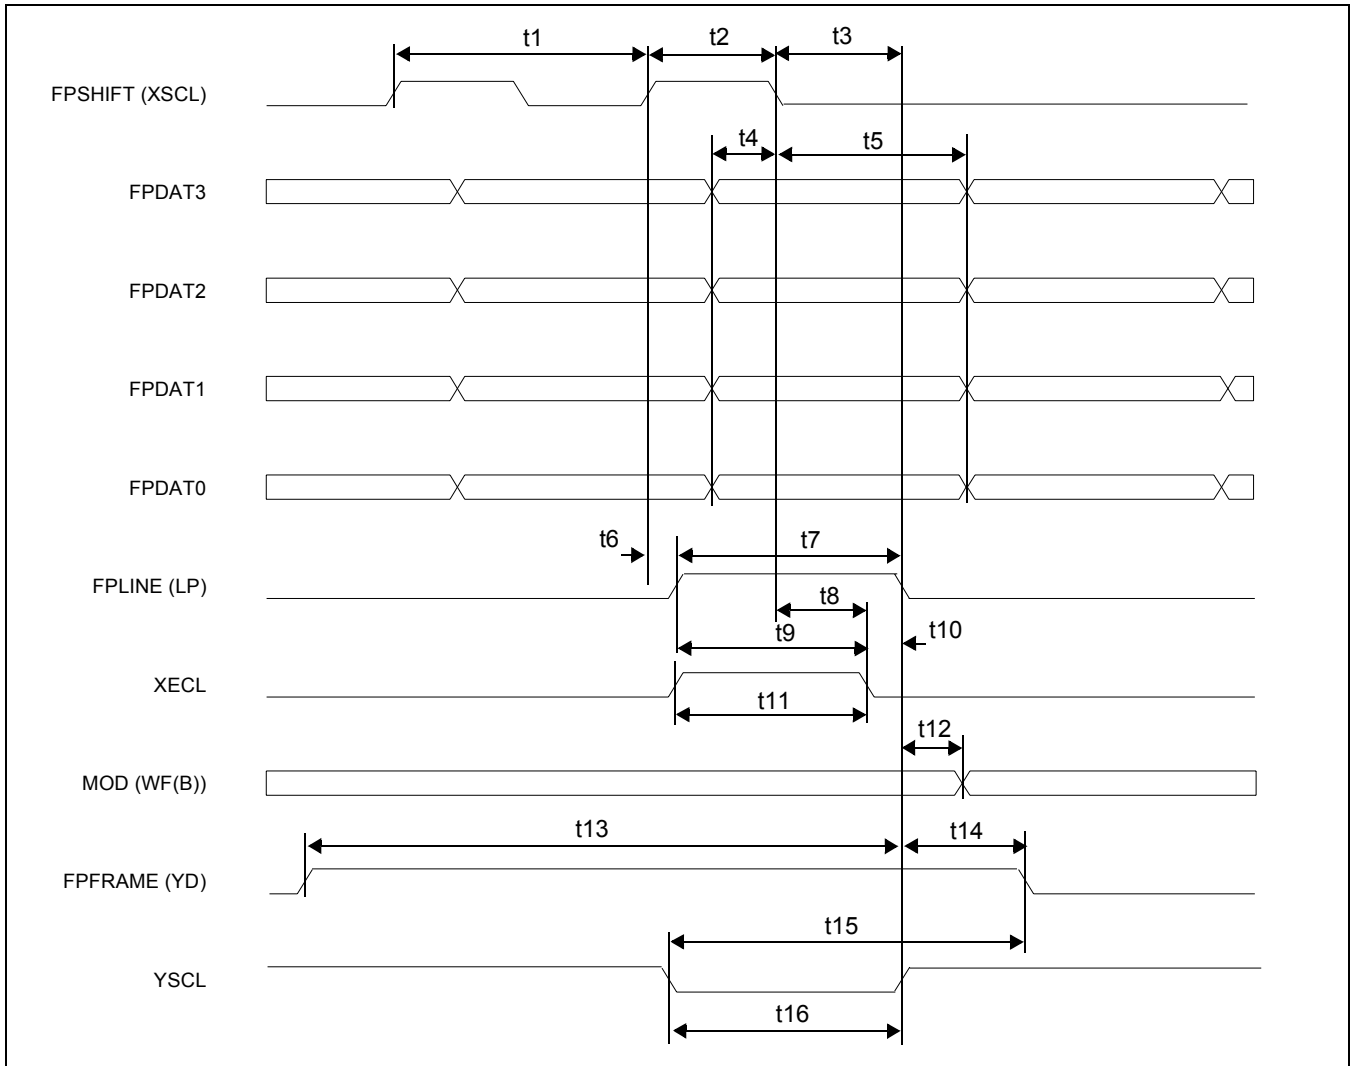 t1 t2 t3
FPSHIFT (XSCL)
t4 t5
FPDAT3
FPDAT2
FPDAT1
FPDAT0
t6 t7
FPLINE (LP)
t8
t9 t10
XECL
t11
t12
MOD (WF(B))
t13 t14
FPFRAME (YD)
t15
YSCL
t16